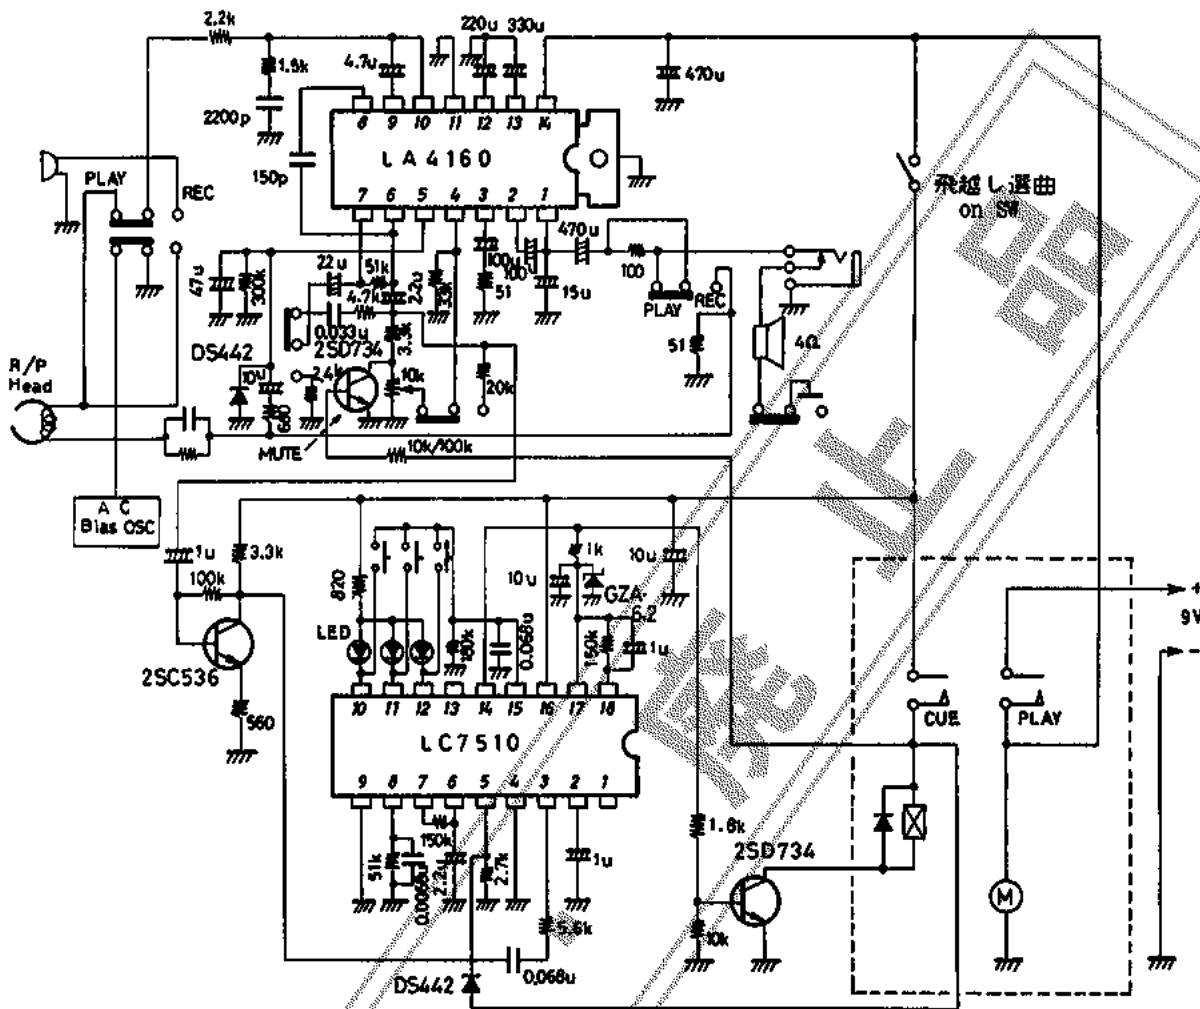 2.2k
220u 330u
1.5k
4.7u
470u
2200p
8 9 10 11 12 13 14
LA4160
150p
7 6 5 4 3 2 1
PLAY
REC
飛越し選曲
on SW
470u
100u
100u
22u
51k
47u
300k
4.7k
2.2u
33k
51
15u
100
PLAY
REC
0.033u
3.3k
51
4Ω
DS442
2SD734
R/P
Head
10u
2.4k
10k
20k
680
MUTE
10k/100k
A C
Bias OSC
1u
3.3k
1k
10u
10u
100k
820
GZA
6.2
LED
180k
0.068u
150k
1u
2SC536
560
10 11 12 13 14 15 16 17 18
LC7510
9 8 7 6 5 4 3 2 1
CUE
PLAY
+
9V
-
150k
51k
0.0068u
2.2u
2.7k
1u
1.8k
2SD734
5.6k
10k
M
0.068u
DS442